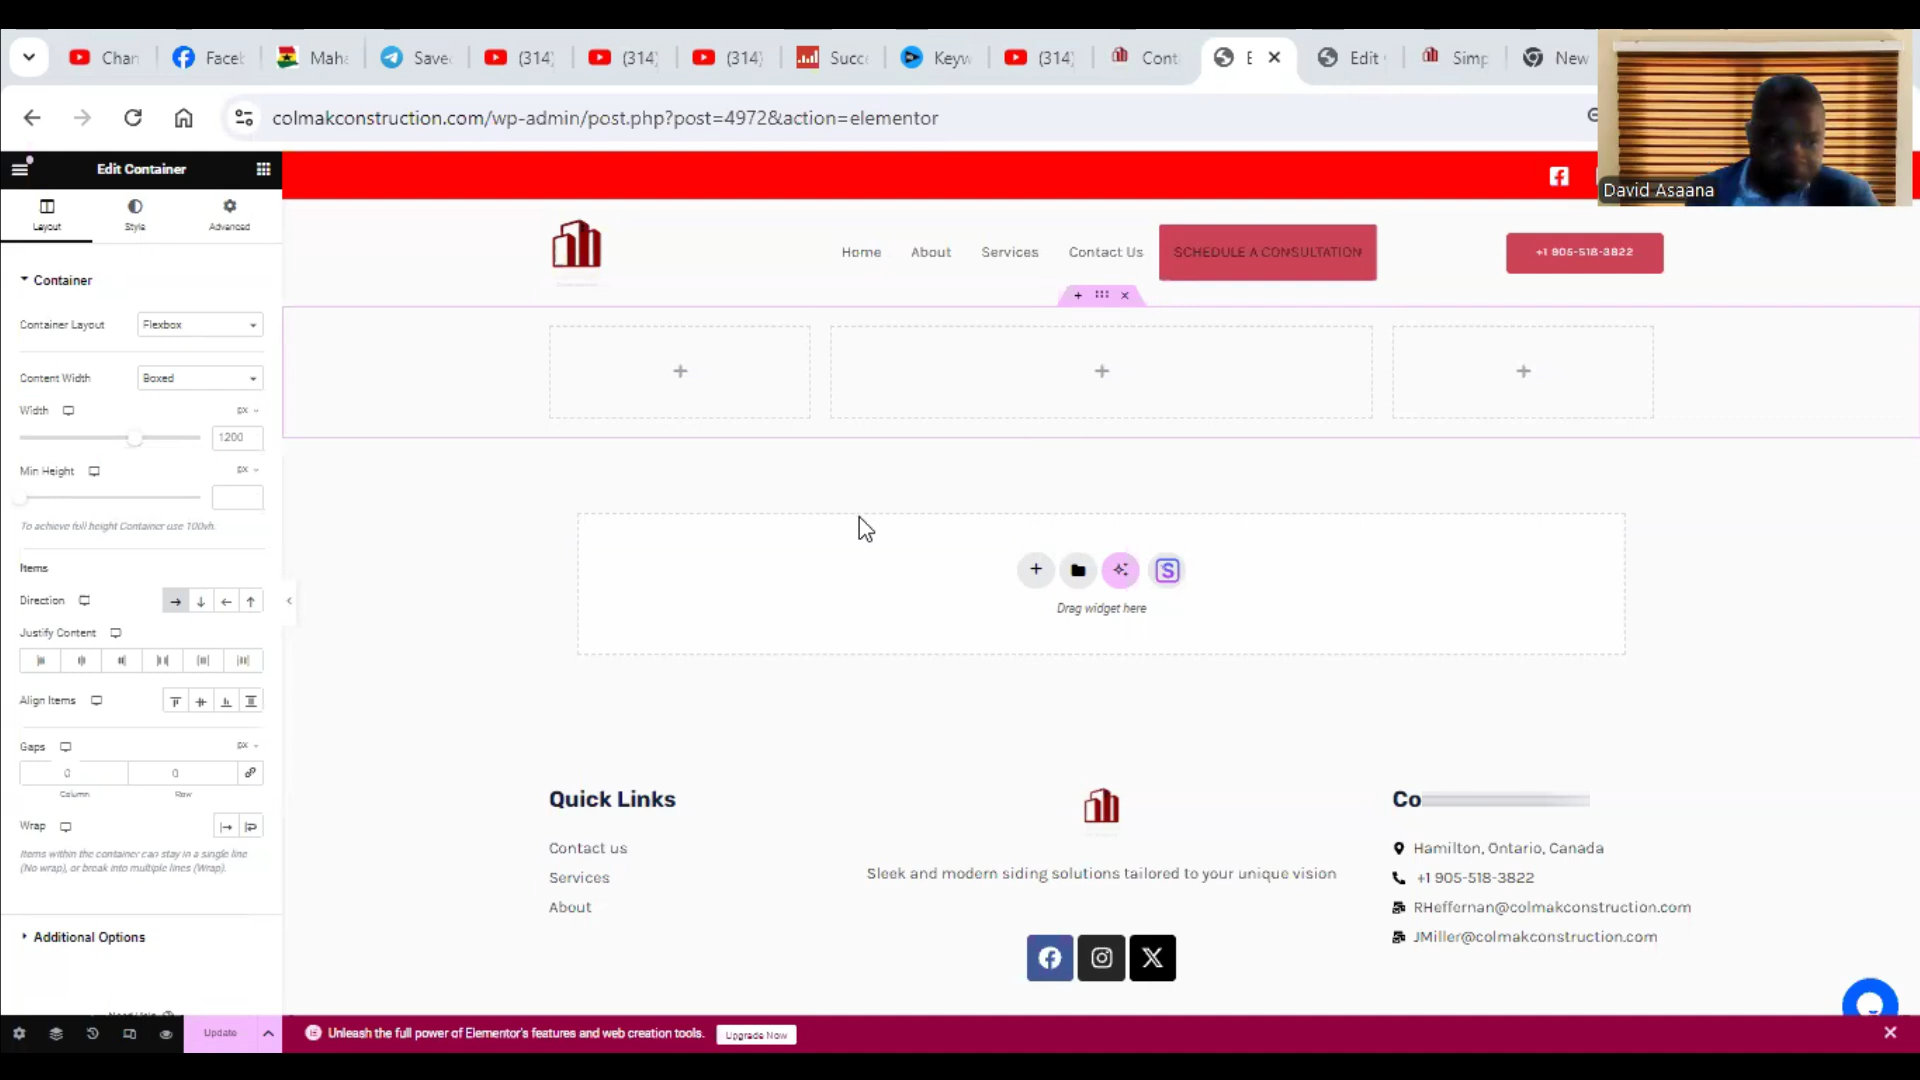 Chan
Facel
Mah
Save
(314)
(314)
(314)
Succe
Keyw
(314)
Cont
E
Edit
Simp
New
colmakconstruction.com/wp-admin/post.php?post=4972&action=elementor
David Asaana
Edit Container
Layout
Style
Advanced
Home
About
Services
Contact Us
SCHEDULE A CONSULTATION
+1 905-518-3822
Container
Container Layout
Flexbox
Content Width
Boxed
Width
px
1200
Min Height
px
To achieve full height Container use 100vh.
Items
Direction
Justify Content
Align Items
Gaps
px
0
0
Column
Row
Wrap
Items within the container can stay in a single line
(No wrap), or break into multiple lines (Wrap).
Additional Options
Update
Drag widget here
Quick Links
Contact us
Services
About
Sleek and modern siding solutions tailored to your unique vision
Co
Hamilton, Ontario, Canada
+1 905-518-3822
RHeffernan@colmakconstruction.com
JMiller@colmakconstruction.com
Unleash the full power of Elementor's features and web creation tools.
Upgrade Now